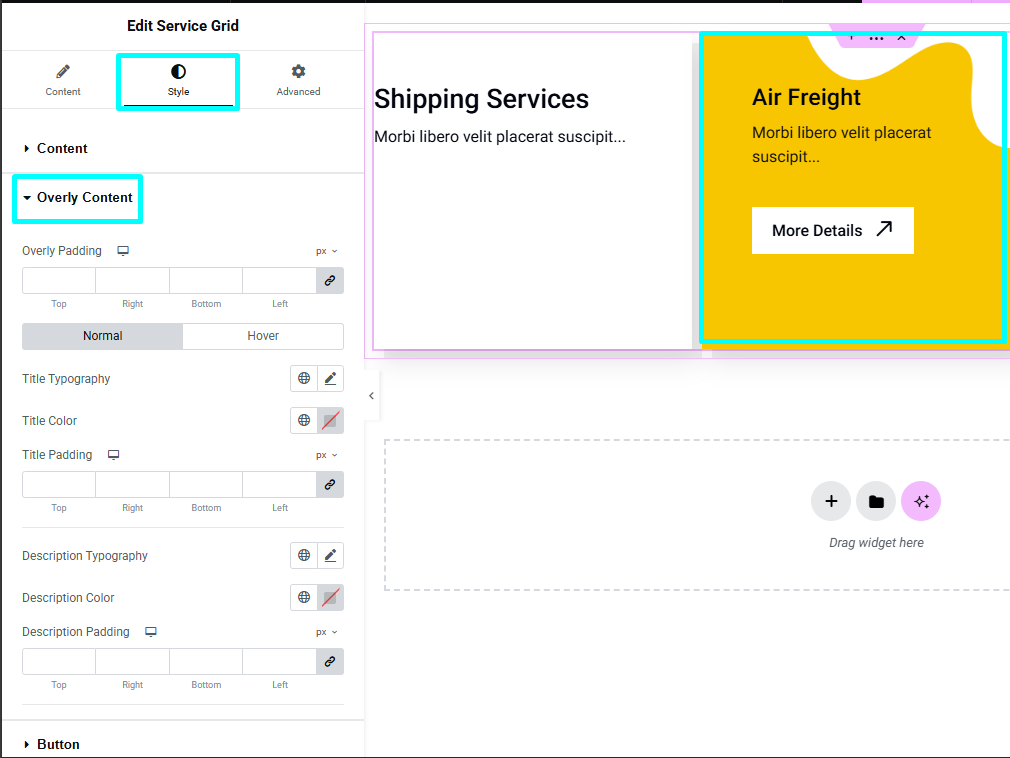 Edit Service Grid
Content
Style
Advanced
Content
Overly Content
Overly Padding
px
Top
Right
Bottom
Left
Normal
Hover
Title Typography
Title Color
Title Padding
px
Top
Right
Bottom
Left
Description Typography
Description Color
Description Padding
px
Top
Right
Bottom
Left
Button
Shipping Services
Morbi libero velit placerat suscipit...
Air Freight
Morbi libero velit placerat
suscipit...
More Details
Drag widget here